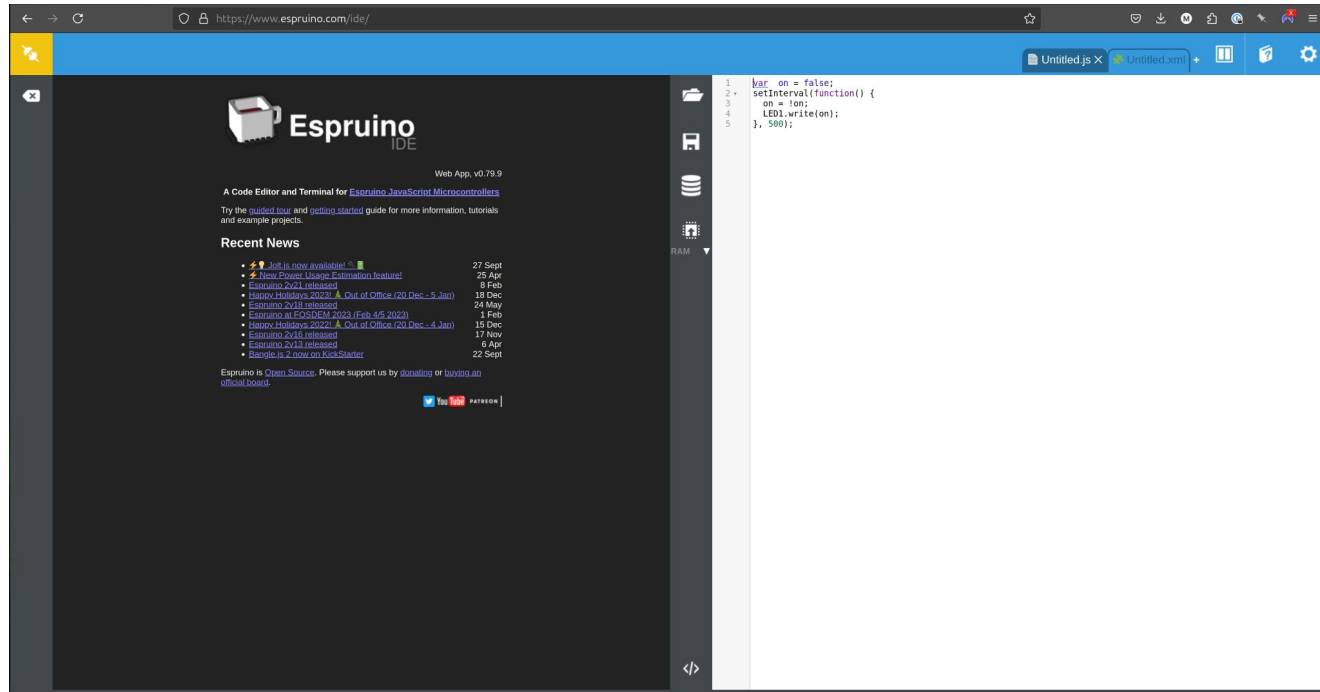 https://www.espruino.com/ide/
Untitled.js
Untitled.xml +
Espruino
IDE
Web App, v0.79.9
A Code Editor and Terminal for Espruino JavaScript Microcontrollers
Try the guided tour and getting started guide for more information, tutorials
and example projects.
Recent News
• ⚡💡 Jolt.js now available! 🔌🔋 27 Sept
• ⚡ New Power Usage Estimation feature! 25 Apr
• Espruino 2v21 released 8 Feb
• Happy Holidays 2023! 🎄 Out of Office (20 Dec - 5 Jan) 18 Dec
• Espruino 2v18 released 24 May
• Espruino at FOSDEM 2023 (Feb 4/5 2023) 1 Feb
• Happy Holidays 2022! 🎄 Out of Office (20 Dec - 4 Jan) 15 Dec
• Espruino 2v16 released 17 Nov
• Espruino 2v13 released 6 Apr
• Bangle.js 2 now on KickStarter 22 Sept
Espruino is Open Source. Please support us by donating or buying an
official board.
YouTube PATREON
RAM ▼
</>
1 var on = false;
2 setInterval(function() {
3 on = !on;
4 LED1.write(on);
5 }, 500);